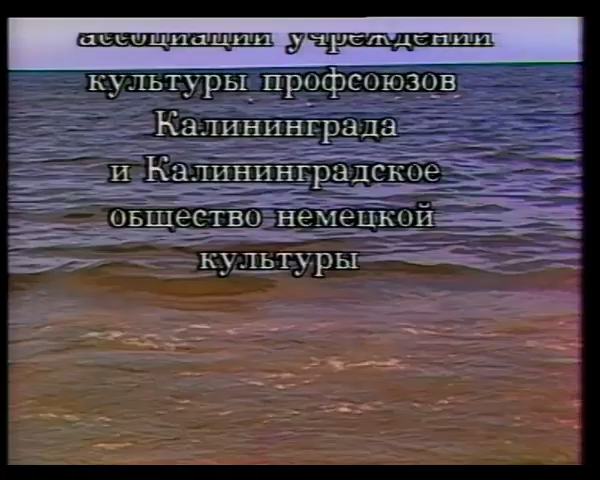 ассоциации учреждений
культуры профсоюзов
Калининграда
и Калининградское
общество немецкой
культуры